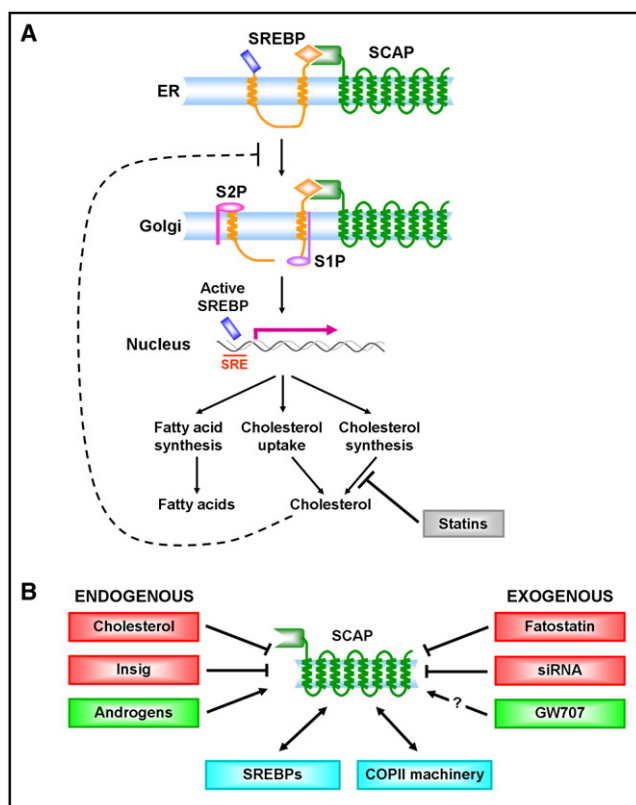 A
SREBP
SCAP
ER
S2P
Golgi
S1P
Active
SREBP
Nucleus
SRE
Fatty acid
synthesis
Cholesterol
uptake
Cholesterol
synthesis
Fatty acids
Cholesterol
Statins
B
ENDOGENOUS
EXOGENOUS
Cholesterol
SCAP
Fatostatin
Insig
siRNA
Androgens
?
GW707
SREBPs
COPII machinery